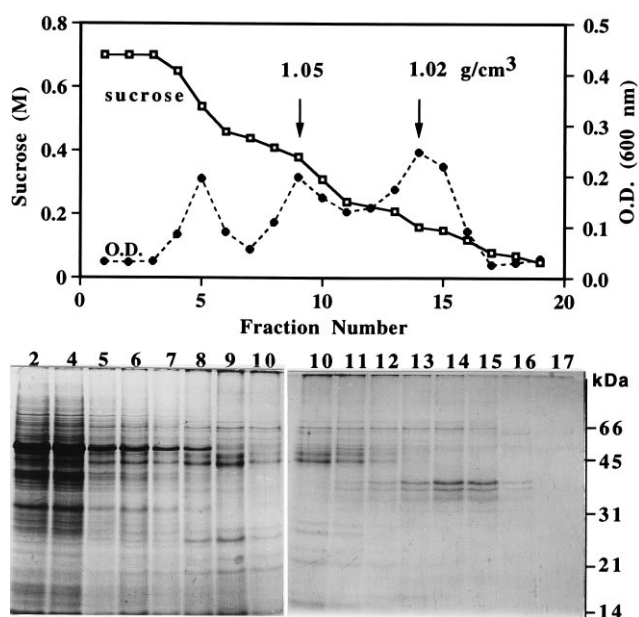 0.8
0.6
0.4
0.2
0
Sucrose (M)
sucrose
O.D.
1.05
1.02 g/cm3
0.5
0.4
0.3
0.2
0.1
0.0
O.D. (600 nm)
0 5 10 15 20
Fraction Number
2 4 5 6 7 8 9 10 10 11 12 13 14 15 16 17
kDa
66
45
31
21
14